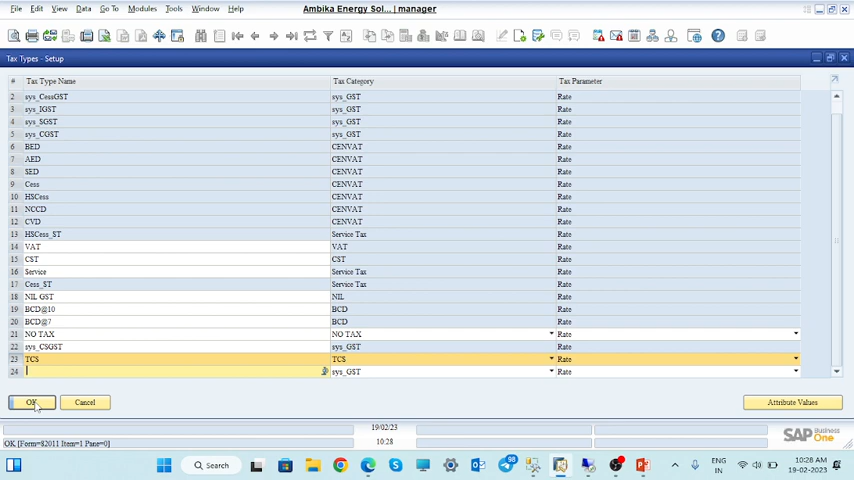 File Edit View Data Go To Modules Tools Window Help Ambika Energy Sol... | manager
Tax Types - Setup
# Tax Type Name Tax Category Tax Parameter
2 sys_CessGST sys_GST Rate
3 sys_IGST sys_GST Rate
4 sys_SGST sys_GST Rate
5 sys_CGST sys_GST Rate
6 BED CENVAT Rate
7 AED CENVAT Rate
8 SED CENVAT Rate
9 Cess CENVAT Rate
10 HSCess CENVAT Rate
11 NCCD CENVAT Rate
12 CVD CENVAT Rate
13 HSCess_ST Service Tax Rate
14 VAT VAT Rate
15 CST CST Rate
16 Service Service Tax Rate
17 Cess_ST Service Tax Rate
18 NIL GST NIL Rate
19 BCD@10 BCD Rate
20 BCD@7 BCD Rate
21 NO TAX NO TAX Rate
22 sys_CSGST sys_GST Rate
23 TCS TCS Rate
24 sys_GST Rate
OK Cancel Attribute Values
19/02/23
OK [Form=82011 Item=1 Pane=0] 10:28
SAP Business One
Search 98 ENG IN 10:28 AM 19-02-2023